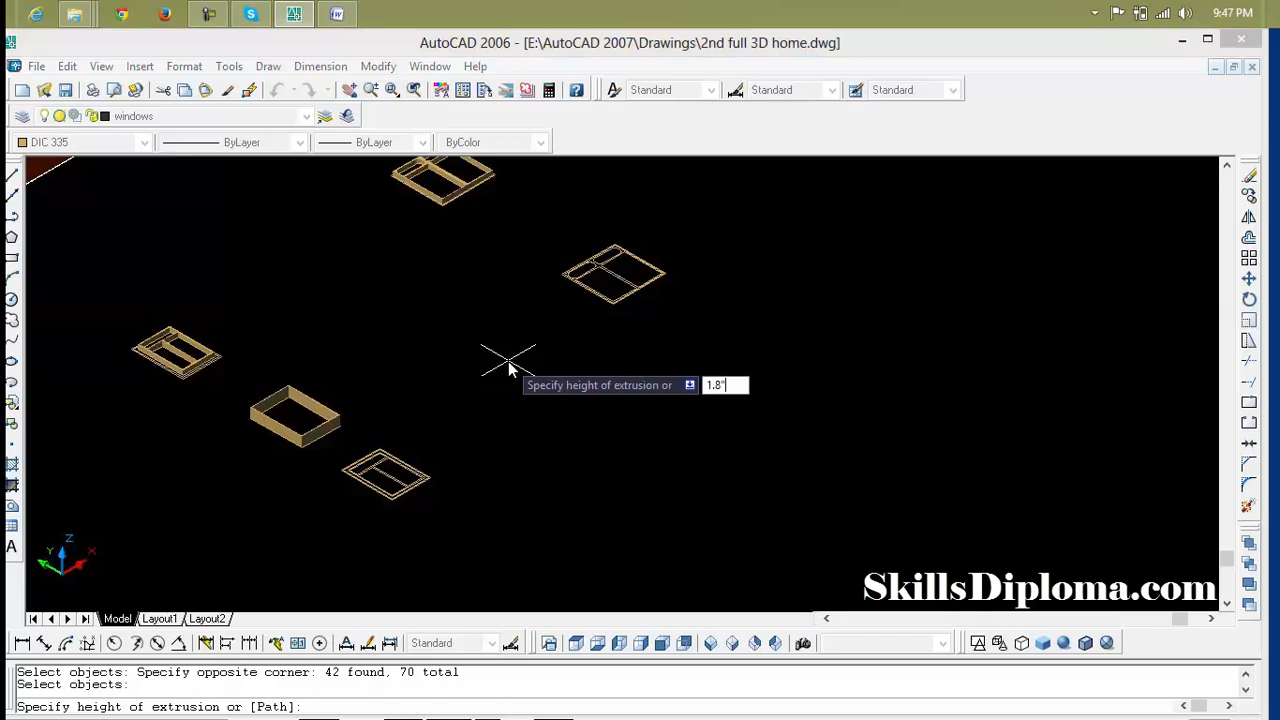 9:47 PM
AutoCAD 2006 - [E:\AutoCAD 2007\Drawings\2nd full 3D home.dwg]
File Edit View Insert Format Tools Draw Dimension Modify Window Help
Standard Standard Standard
windows
DIC 335 ByLayer ByLayer ByColor
Specify height of extrusion or 1.8"
Z
Y X
SkillsDiploma.com
Model Layout1 Layout2
Standard
Select objects: Specify opposite corner: 42 found, 70 total
Select objects:
Specify height of extrusion or [Path]: